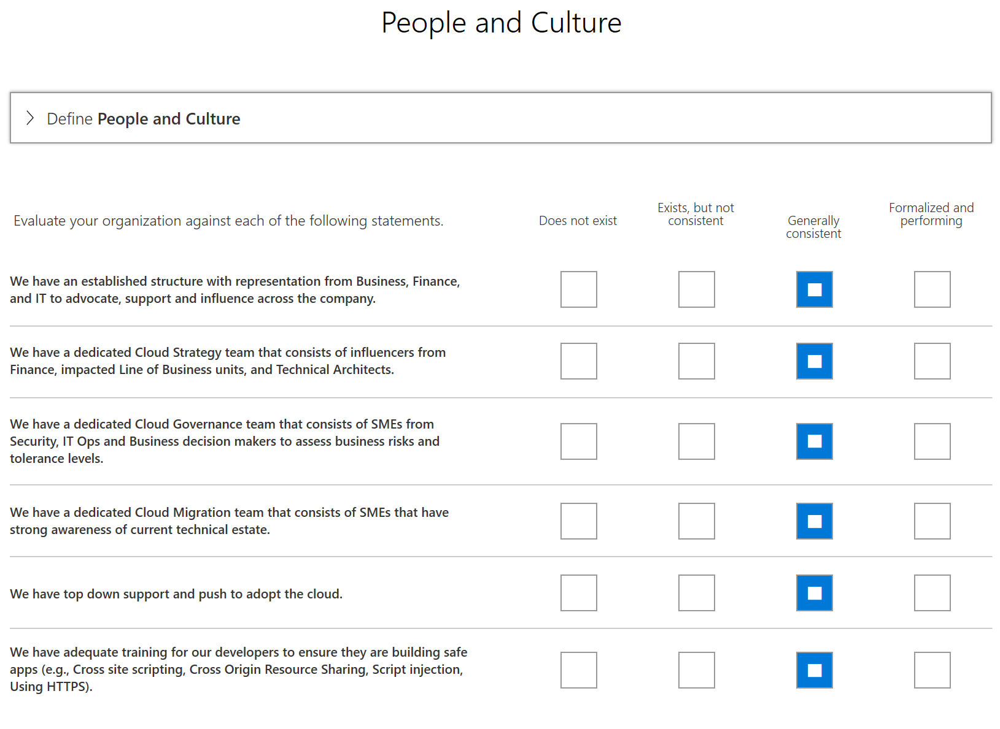 People and Culture
Define People and Culture
Evaluate your organization against each of the following statements.
Does not exist
Exists, but not
consistent
Generally
consistent
Formalized and
performing
We have an established structure with representation from Business, Finance,
and IT to advocate, support and influence across the company.
We have a dedicated Cloud Strategy team that consists of influencers from
Finance, impacted Line of Business units, and Technical Architects.
We have a dedicated Cloud Governance team that consists of SMEs from
Security, IT Ops and Business decision makers to assess business risks and
tolerance levels.
We have a dedicated Cloud Migration team that consists of SMEs that have
strong awareness of current technical estate.
We have top down support and push to adopt the cloud.
We have adequate training for our developers to ensure they are building safe
apps (e.g., Cross site scripting, Cross Origin Resource Sharing, Script injection,
Using HTTPS).